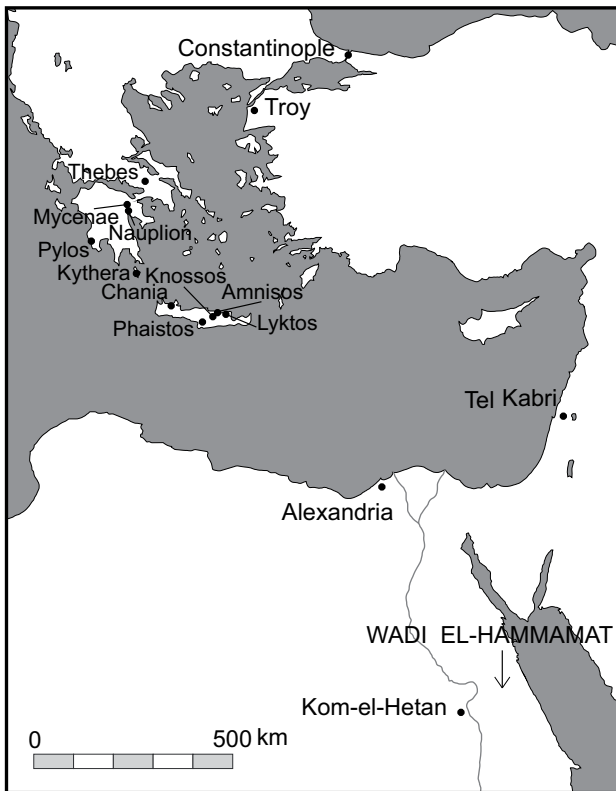 Constantinople
Troy
Thebes
Mycenae
Nauplion
Pylos
Kythera
Knossos
Chania
Amnisos
Phaistos
Lyktos
Tel Kabri
Alexandria
WADI EL-HAMMAMAT
Kom-el-Hetan
0 500 km